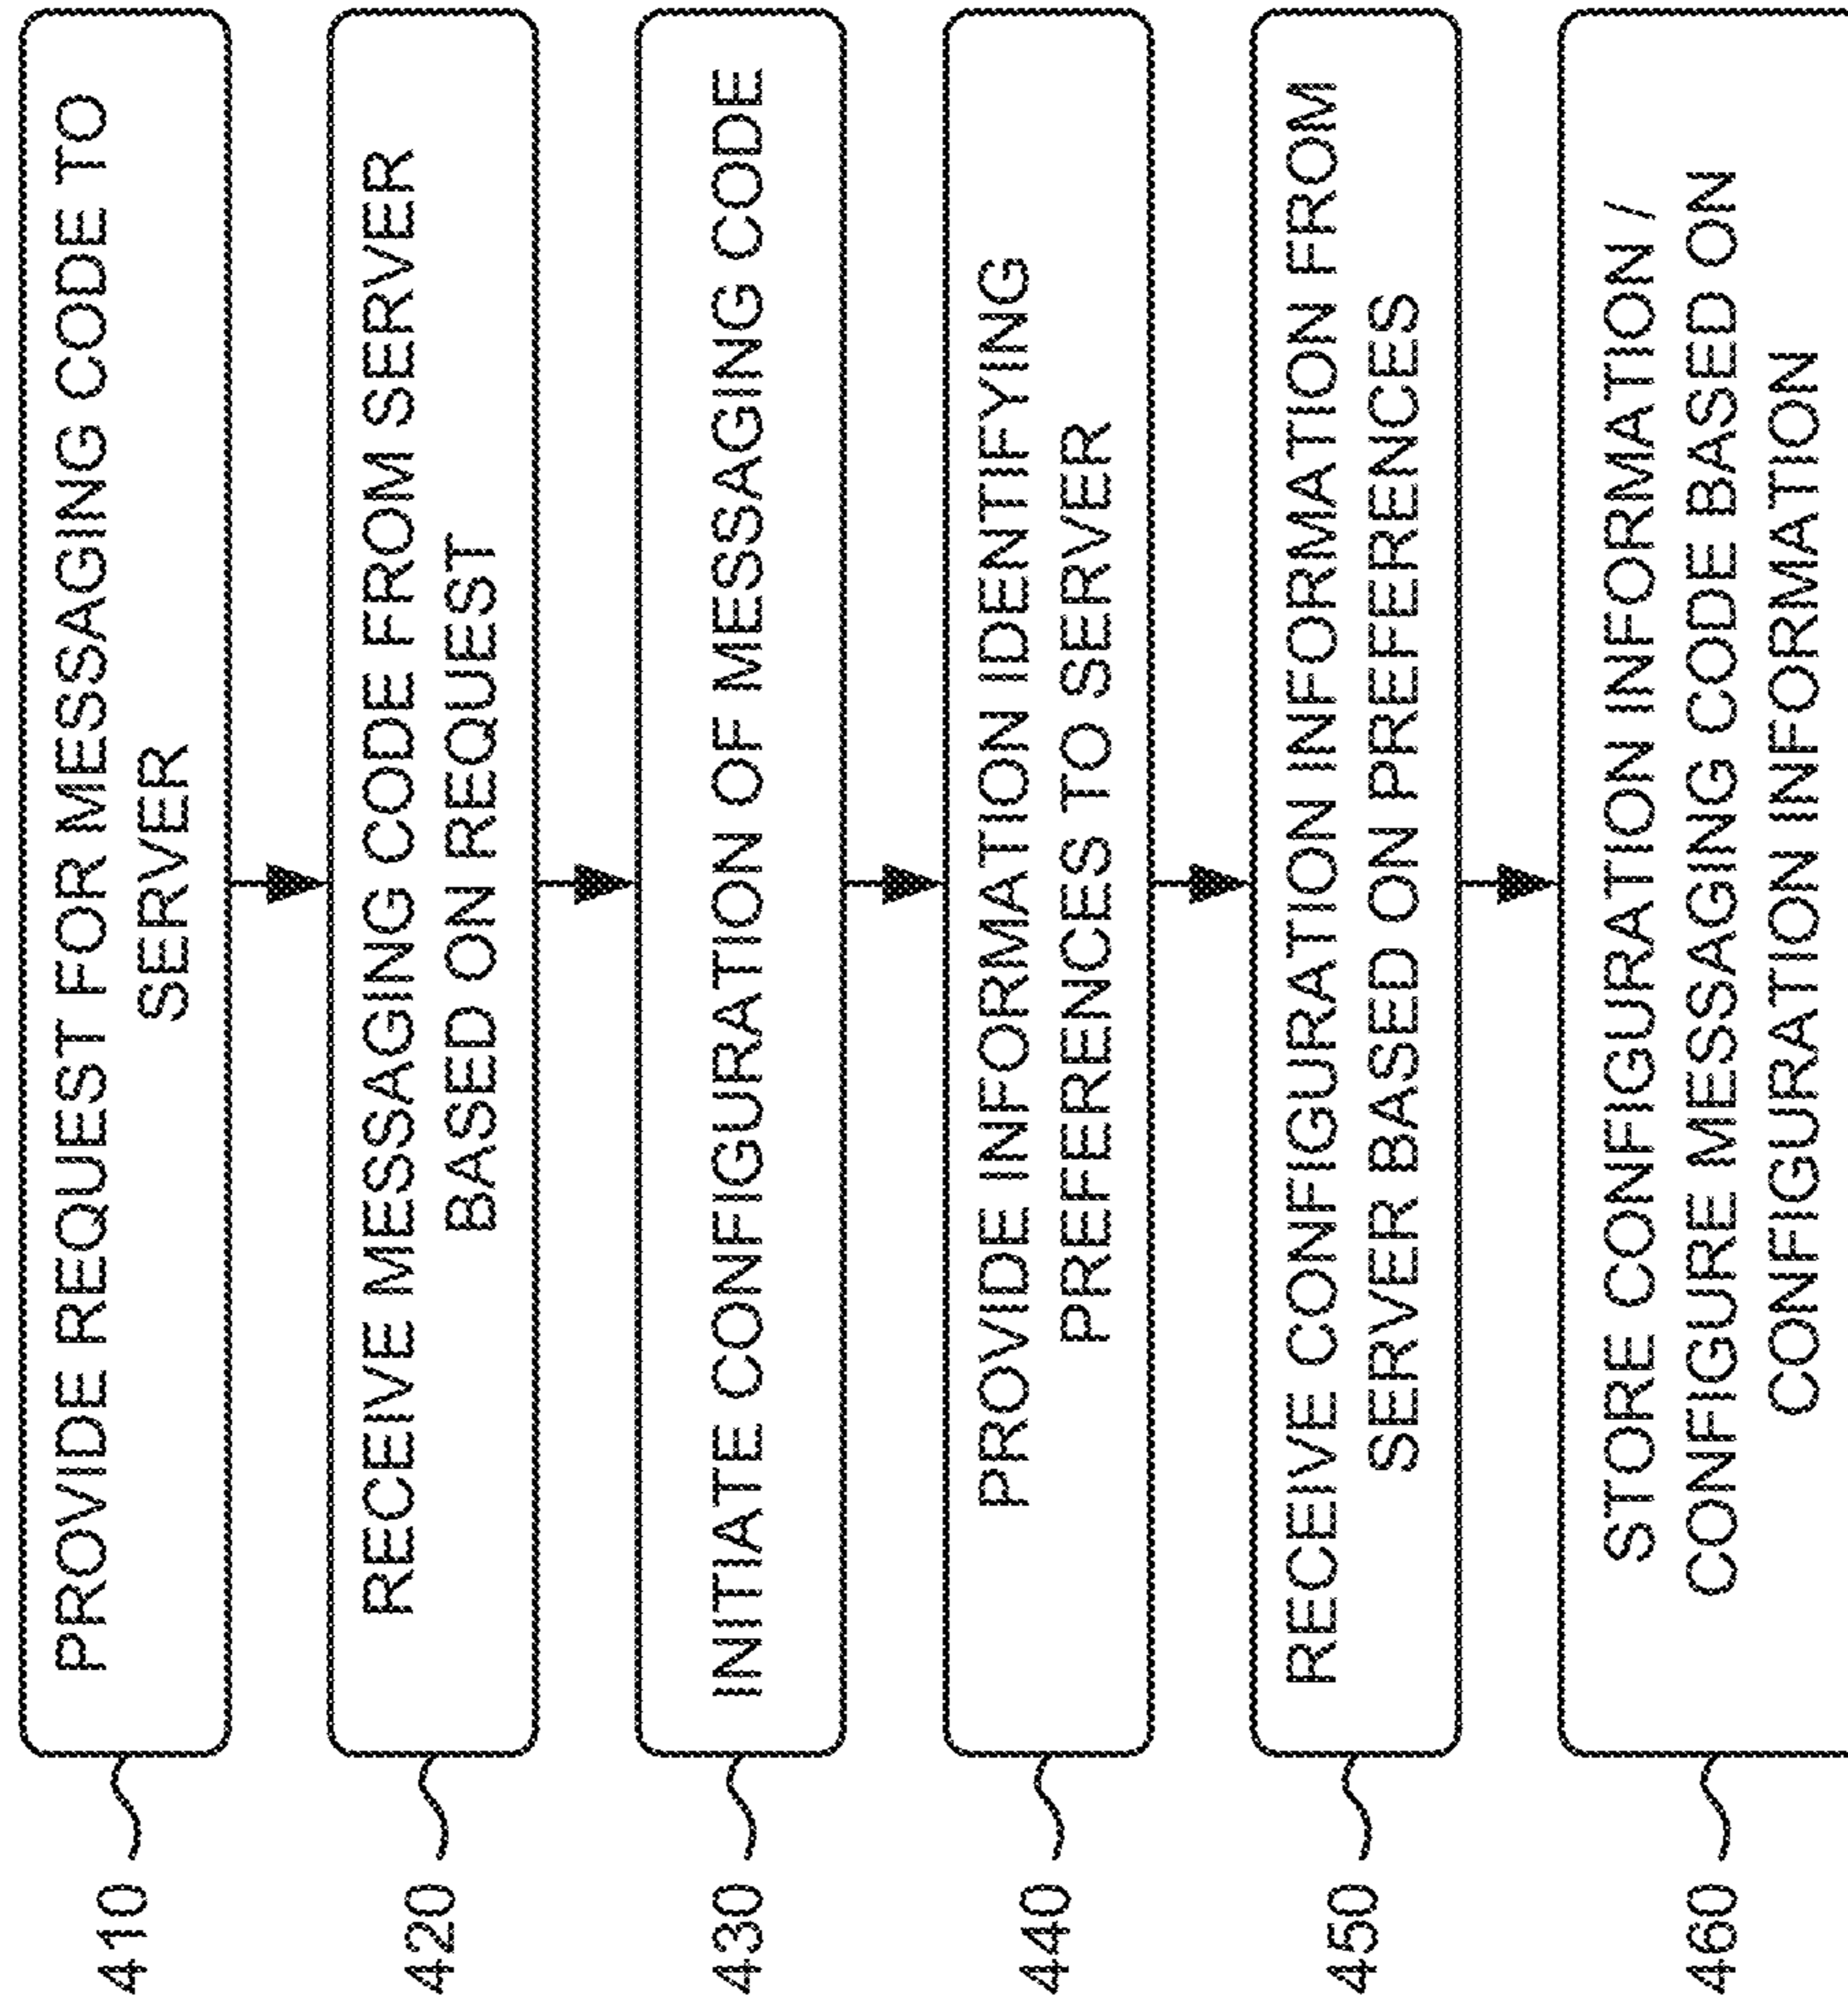 410
PROVIDE REQUEST FOR MESSAGING CODE TO
SERVER
420
RECEIVE MESSAGING CODE FROM SERVER
BASED ON REQUEST
430
INITIATE CONFIGURATION OF MESSAGING CODE
440
PROVIDE INFORMATION IDENTIFYING
PREFERENCES TO SERVER
450
RECEIVE CONFIGURATION INFORMATION FROM
SERVER BASED ON PREFERENCES
460
STORE CONFIGURATION INFORMATION /
CONFIGURE MESSAGING CODE BASED ON
CONFIGURATION INFORMATION